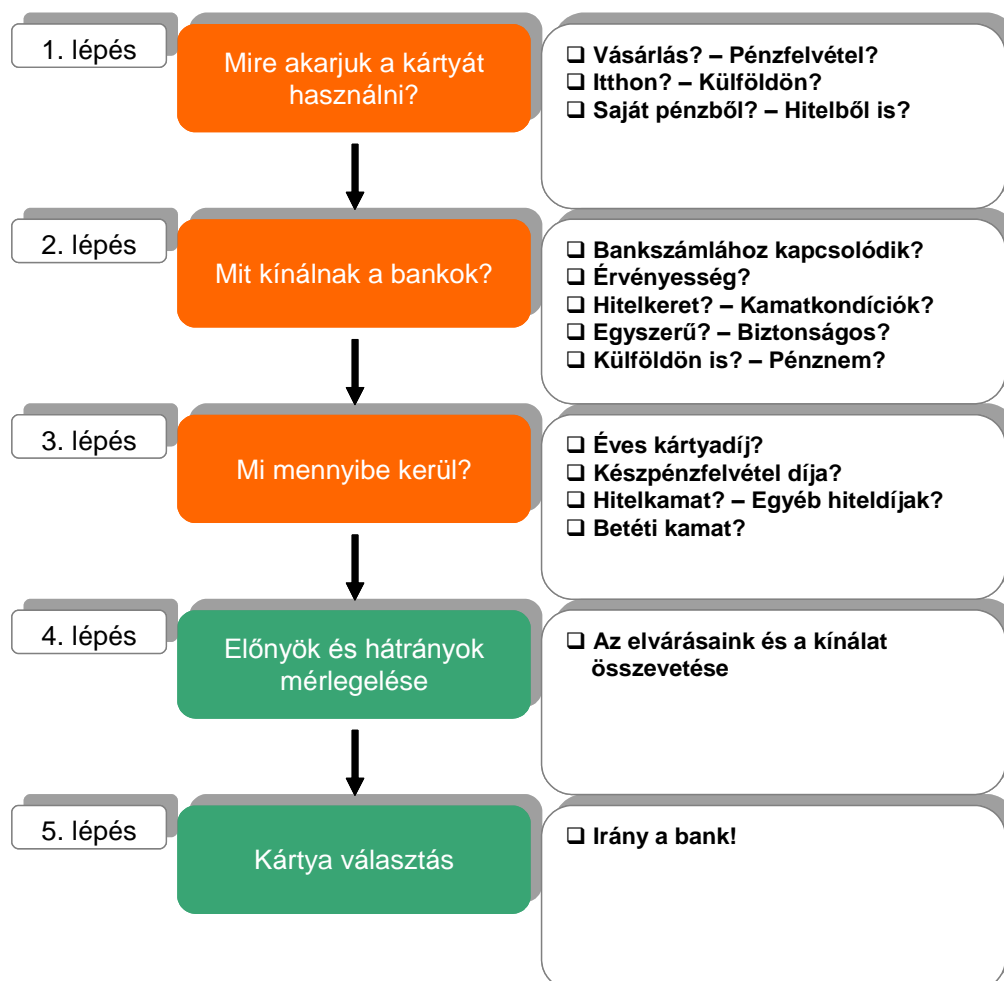 1. lépés
Mire akarjuk a kártyát
használni?
❑ Vásárlás? – Pénzfelvétel?
❑ Itthon? – Külföldön?
❑ Saját pénzből? – Hitelből is?
2. lépés
Mit kínálnak a bankok?
❑ Bankszámlához kapcsolódik?
❑ Érvényesség?
❑ Hitelkeret? – Kamatkondíciók?
❑ Egyszerű? – Biztonságos?
❑ Külföldön is? – Pénznem?
3. lépés
Mi mennyibe kerül?
❑ Éves kártyadíj?
❑ Készpénzfelvétel díja?
❑ Hitelkamat? – Egyéb hiteldíjak?
❑ Betéti kamat?
4. lépés
Előnyök és hátrányok
mérlegelése
❑ Az elvárásaink és a kínálat
összevetése
5. lépés
Kártya választás
❑ Irány a bank!